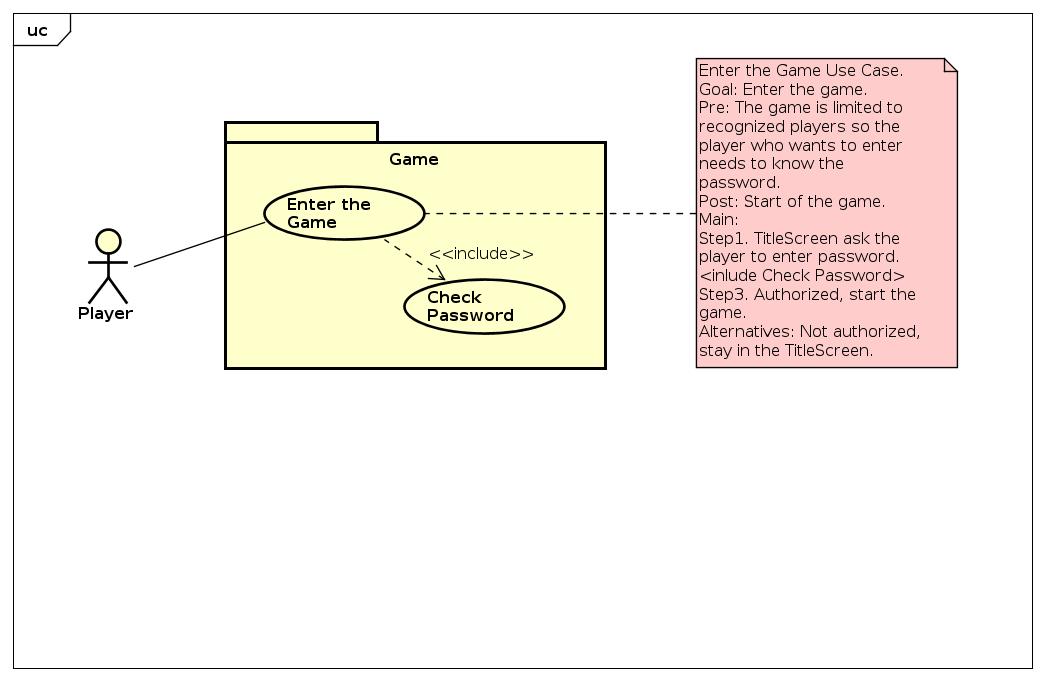 uc
Enter the Game Use Case.
Goal: Enter the game.
Pre: The game is limited to
recognized players so the
player who wants to enter
needs to know the
password.
Post: Start of the game.
Main:
Step1. TitleScreen ask the
player to enter password.
<inlude Check Password>
Step3. Authorized, start the
game.
Alternatives: Not authorized,
stay in the TitleScreen.
Game
Enter the
Game
<<include>>
Check
Password
Player